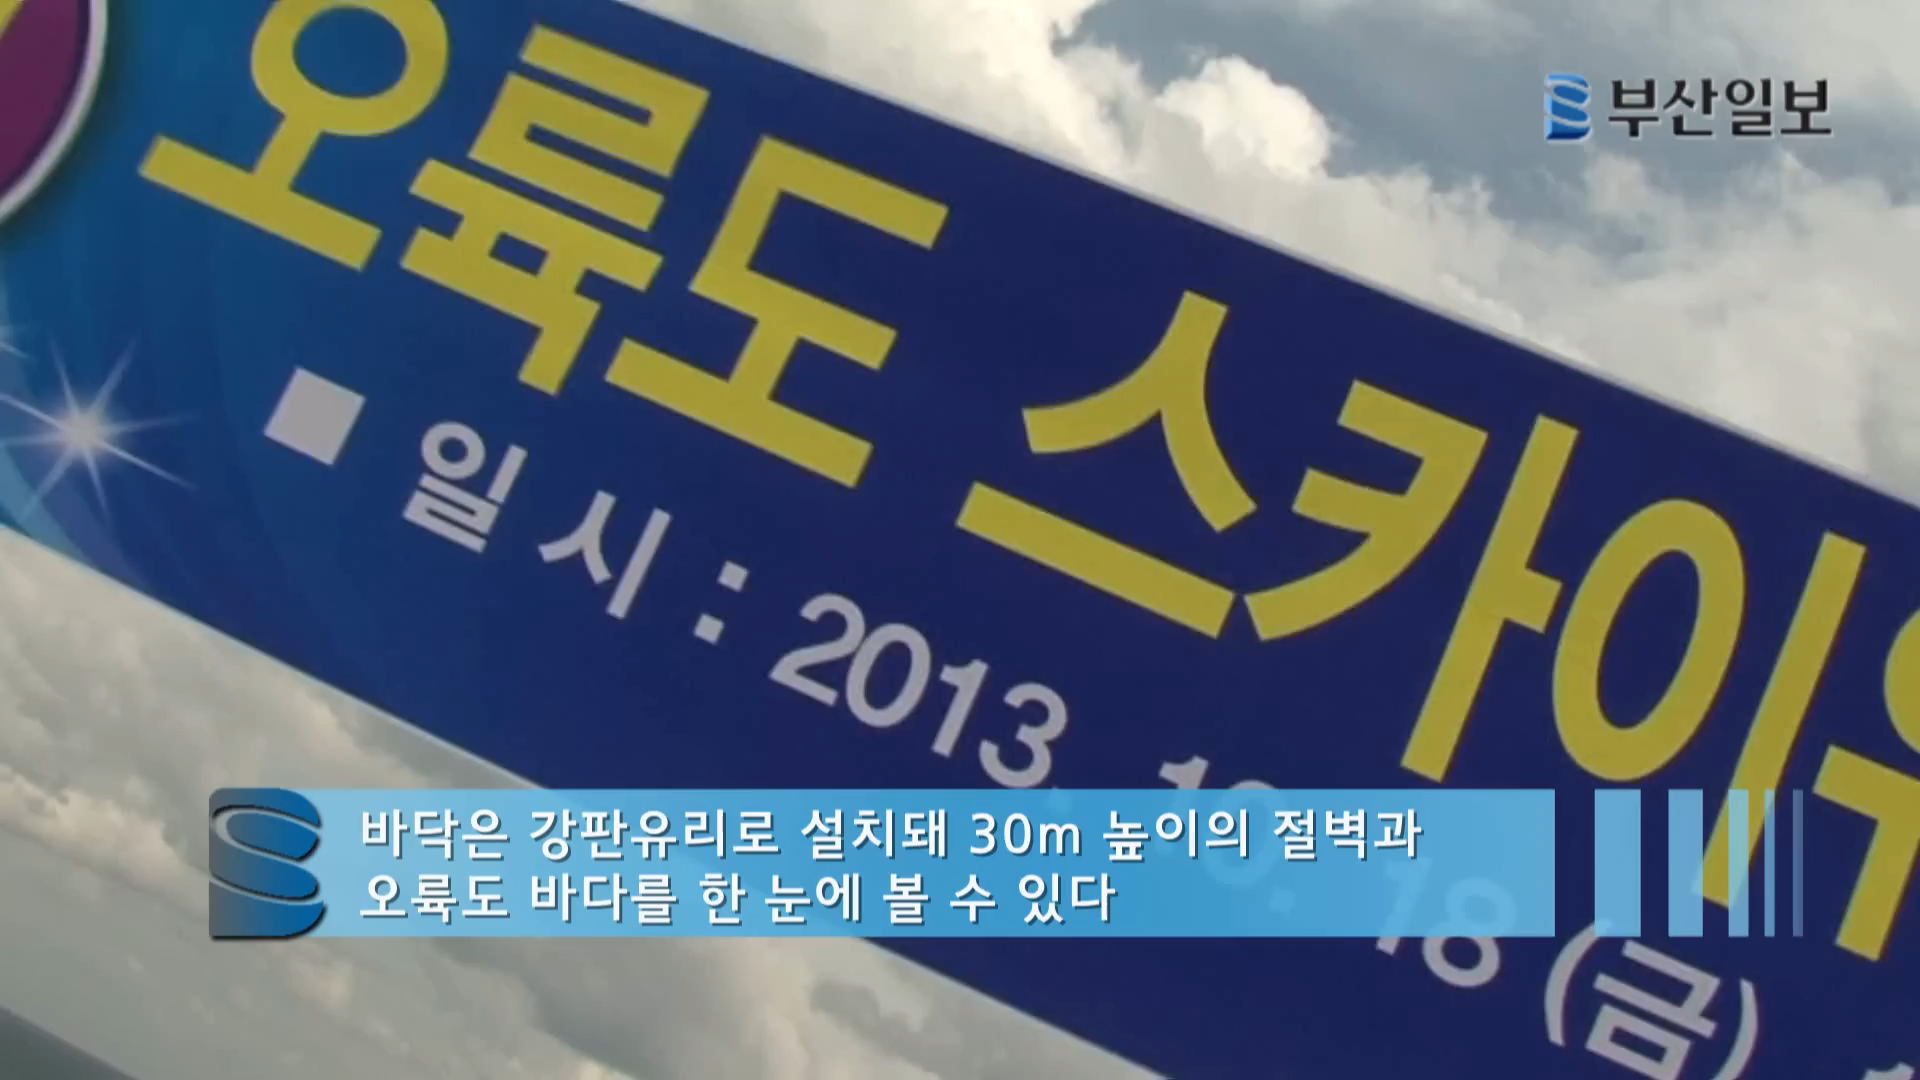 부산일보
오륙도 스카이
■ 일시 : 2013. 10. 18 (금)
바닥은 강판유리로 설치돼 30m 높이의 절벽과
오륙도 바다를 한 눈에 볼 수 있다